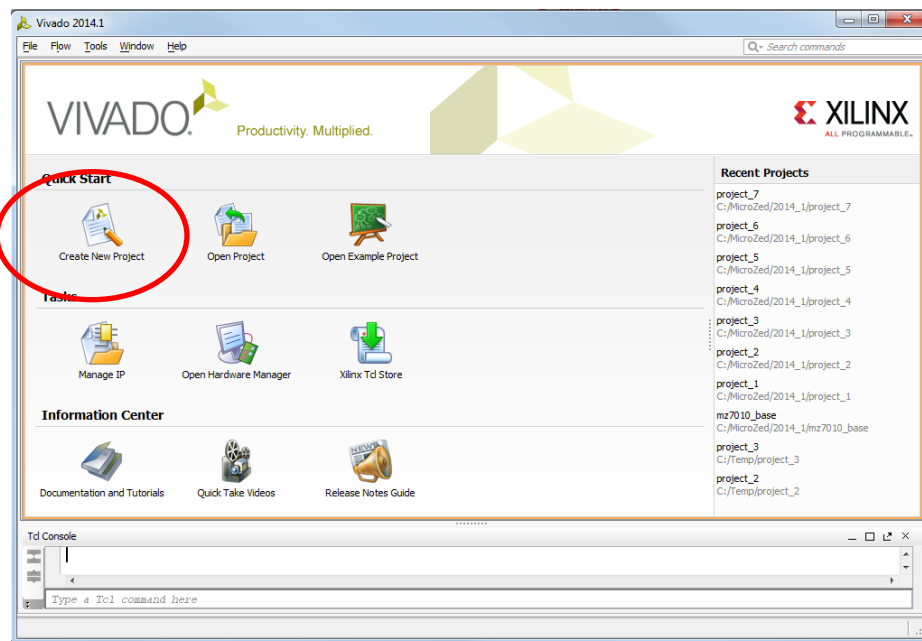 Vivado 2014.1
File Flow Tools Window Help
Search commands
VIVADO.
Productivity. Multiplied.
XILINX
ALL PROGRAMMABLE.
Quick Start
Create New Project
Open Project
Open Example Project
Tasks
Manage IP
Open Hardware Manager
Xilinx Tcl Store
Information Center
NEWS
Documentation and Tutorials
Quick Take Videos
Release Notes Guide
Recent Projects
project_7
C:/MicroZed/2014_1/project_7
project_6
C:/MicroZed/2014_1/project_6
project_5
C:/MicroZed/2014_1/project_5
project_4
C:/MicroZed/2014_1/project_4
project_3
C:/MicroZed/2014_1/project_3
project_2
C:/MicroZed/2014_1/project_2
project_1
C:/MicroZed/2014_1/project_1
mz7010_base
C:/MicroZed/2014_1/mz7010_base
project_3
C:/Temp/project_3
project_2
C:/Temp/project_2
Tcl Console
Type a Tcl command here